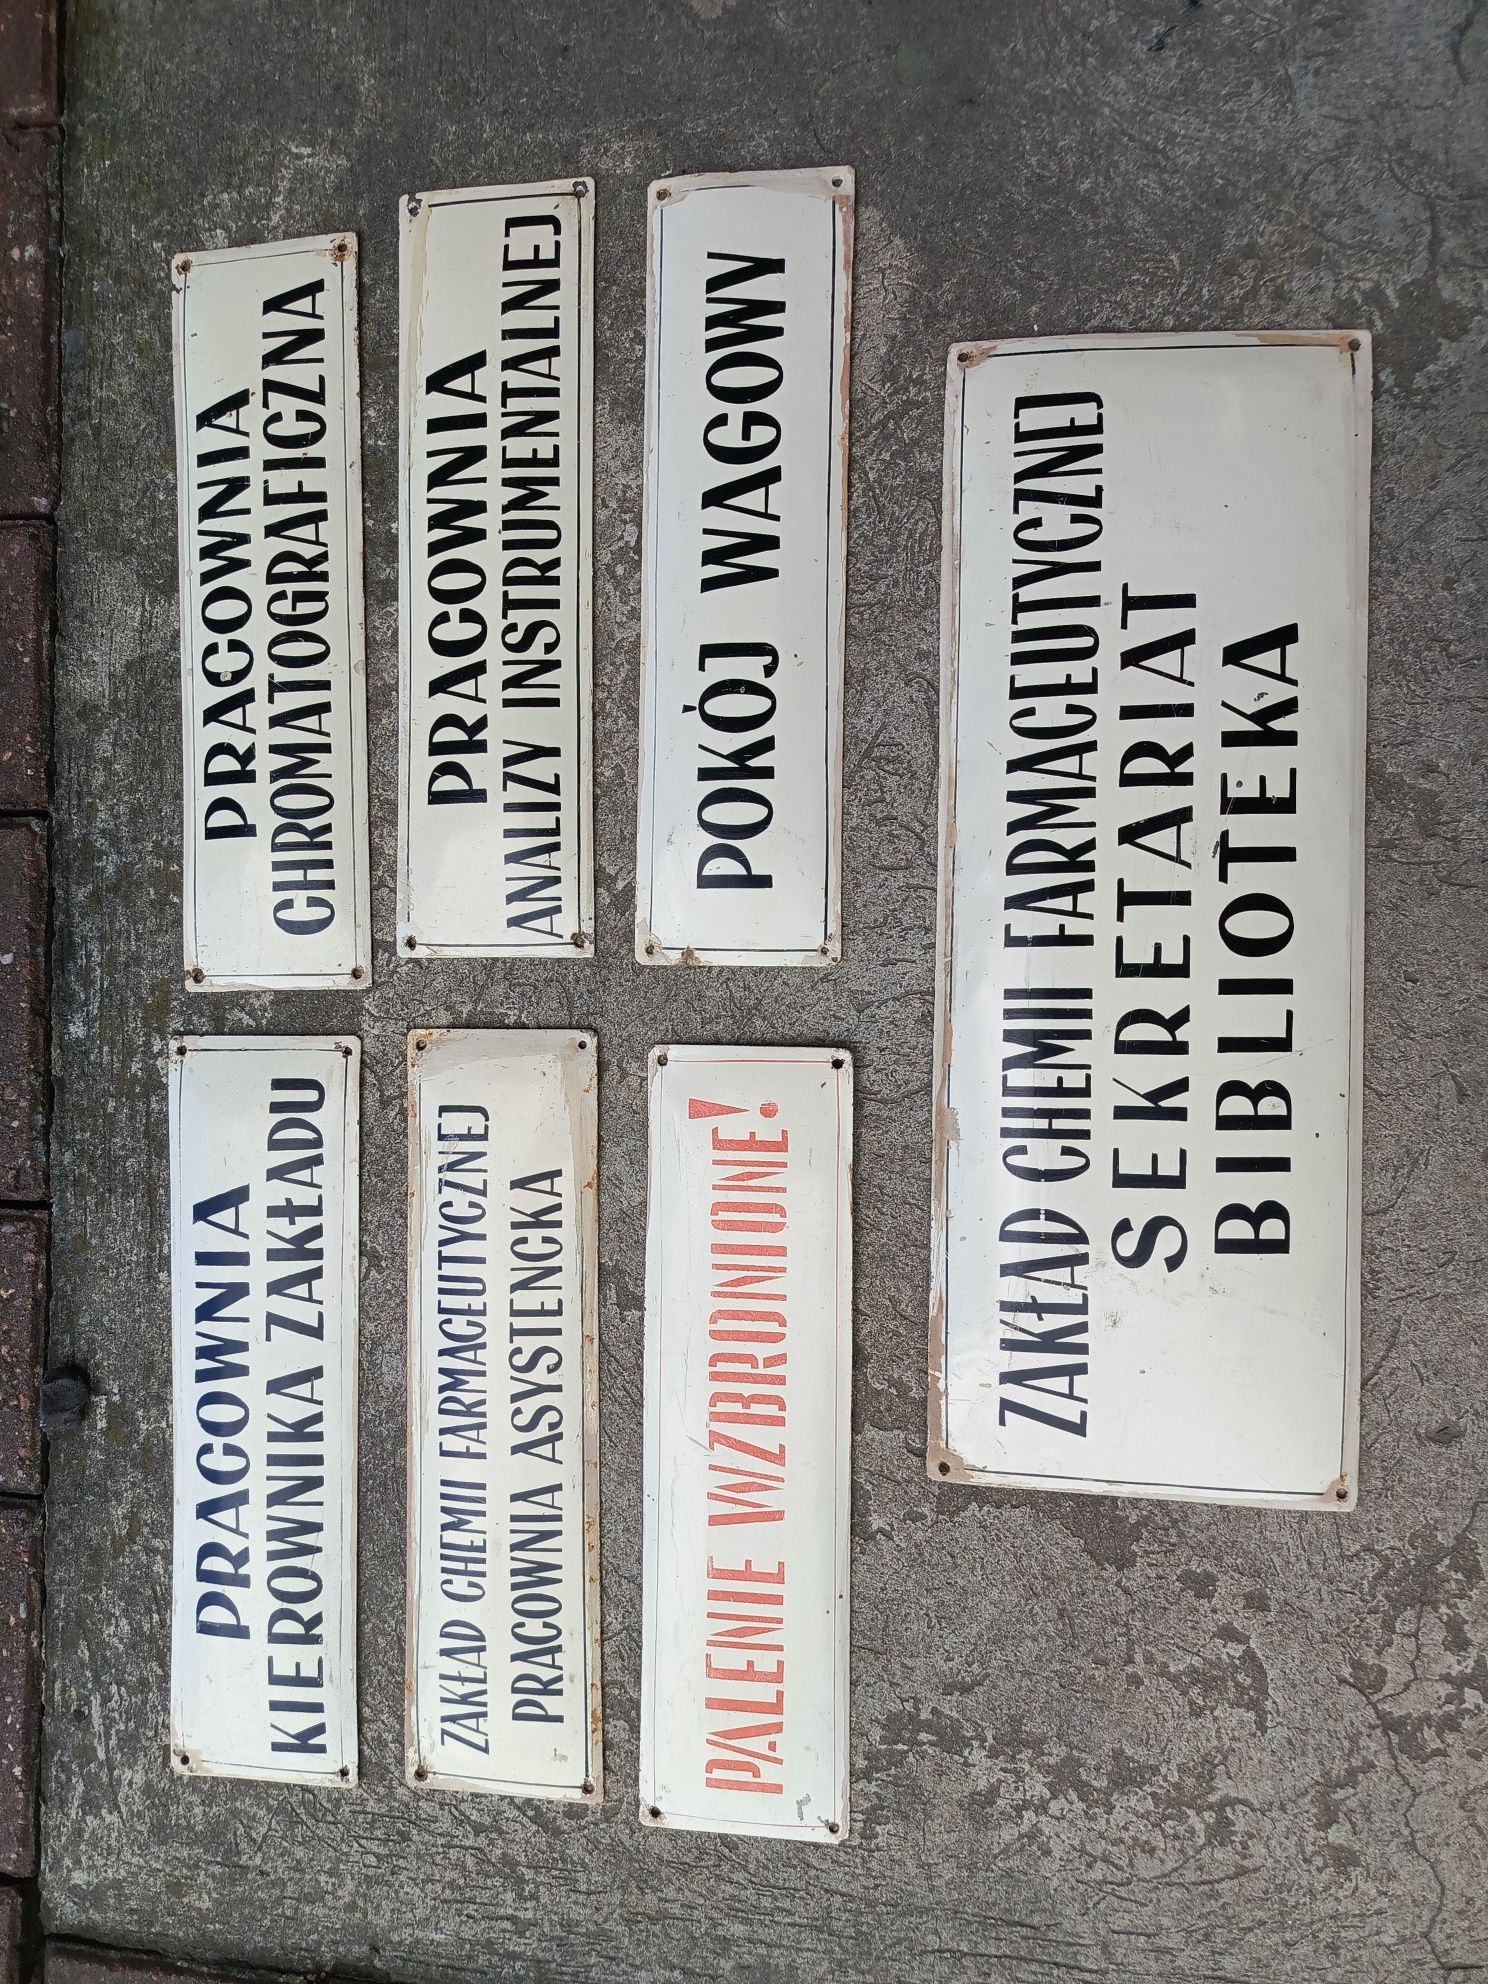 PRACOWNIA
KIEROWNIKA ZAKŁADU
PRACOWNIA
CHROMATOGRAFICZNA
ZAKŁAD CHEMII FARMACEUTYCZNEJ
PRACOWNIA ASYSTENCKA
PRACOWNIA
ANALIZY INSTRUMENTALNEJ
PALENIE WZBRONIONE!
POKÓJ WAGOWY
ZAKŁAD CHEMII FARMACEUTYCZNEJ
SEKRETARIAT
BIBLIOTEKA